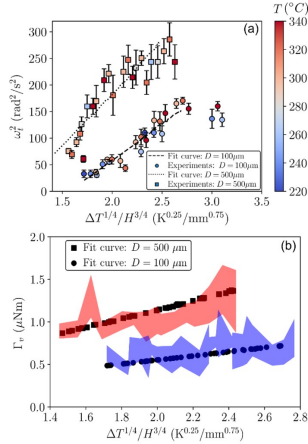 T (°C)
(a)
300
250
200
150
100
50
0
ω_t^2 (rad^2/s^2)
Fit curve: D = 100μm
Experiments: D = 100μm
Fit curve: D = 500μm
Experiments: D = 500μm
1.5 2.0 2.5 3.0 3.5
ΔT^{1/4}/H^{3/4} (K^{0.25}/mm^{0.75})
340
320
300
280
260
240
220
(b)
2.0
1.5
1.0
0.5
0.0
Γ_v (μNm)
Fit curve: D = 500 μm
Fit curve: D = 100 μm
1.6 1.8 2.0 2.2 2.4 2.6 2.8
ΔT^{1/4}/H^{3/4} (K^{0.25}/mm^{0.75})